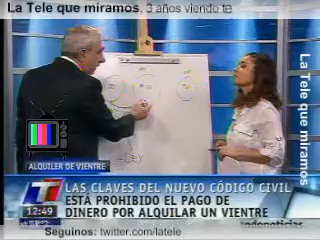 La Tele que miramos, 3 años viendo te
La Tele que miramos
LEY
ALQUILER DE VIENTRE
T
LAS CLAVES DEL NUEVO CÓDIGO CIVIL
12:49
ESTÁ PROHIBIDO EL PAGO DE
DINERO POR ALQUILAR UN VIENTRE
Seguinos: twitter.com/latele